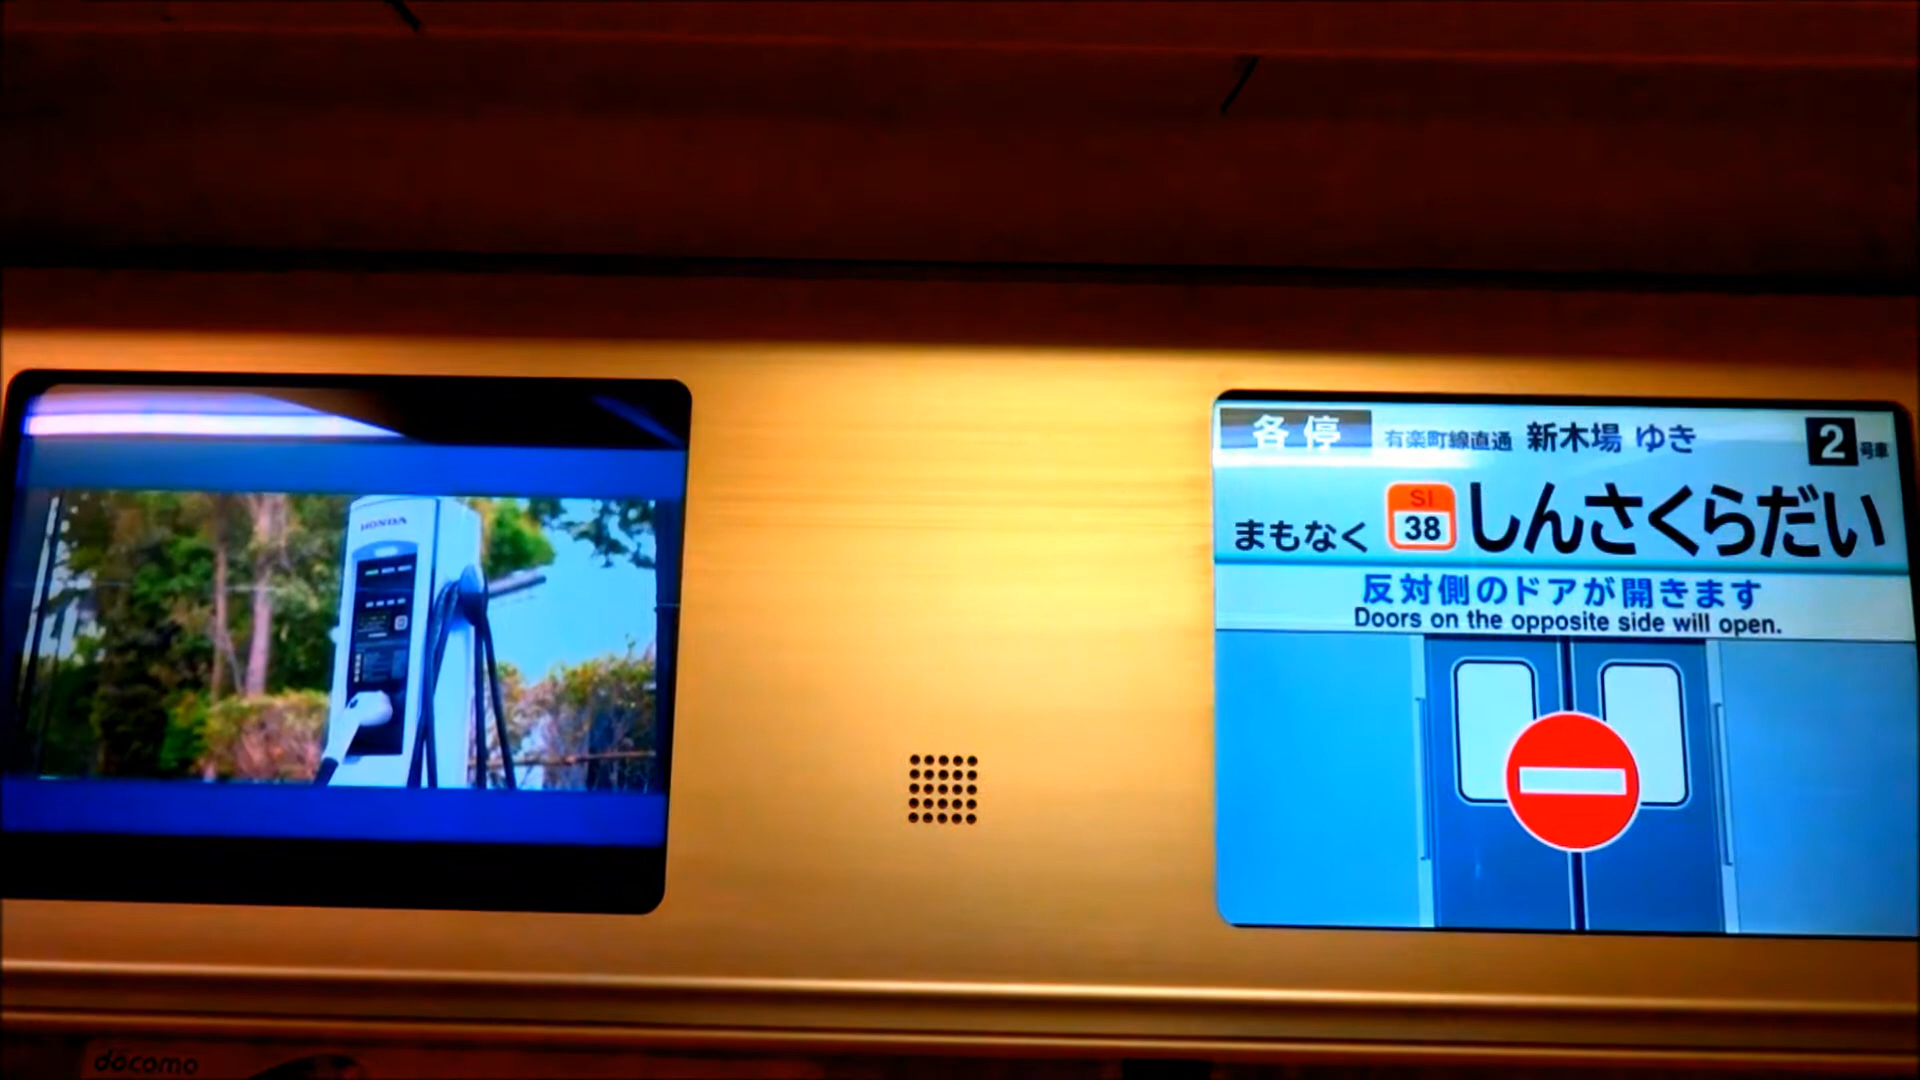 HONDA
各停 有楽町線直通 新木場 ゆき 2号車
まもなく SI 38 しんさくらだい
反対側のドアが開きます
Doors on the opposite side will open.
docomo